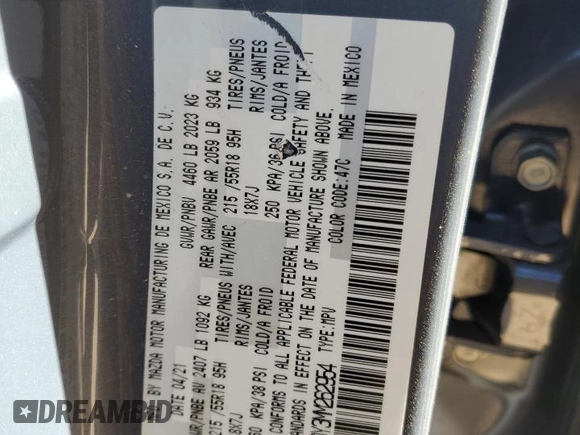 D BY MAZDA MOTOR MANUFACTURING DE MEXICO S.A. DE C.V.
DATE 04/21 GVWR/PNBV 4460 LB 2023 KG
/PNBE AV 2407 LB 1092 KG REAR GAWR/PNBE AR 2059 LB 934 KG
215 /55R18 95H TIRES/PNEUS WITH/AVEC 215 /55R18 95H TIRES/PNEUS
18X7J RIMS/JANTES 18X7J RIMS/JANTES
KPA/38 PSI COLD/A FROID 250 KPA/36 PSI COLD/A FROID
CONFORMS TO ALL APPLICABLE FEDERAL MOTOR VEHICLE SAFETY AND
STANDARDS IN EFFECT ON THE DATE OF MANUFACTURE SHOWN ABOVE.
TYPE:MPV COLOR CODE:47C MADE IN MEXICO
AutoBidMaster